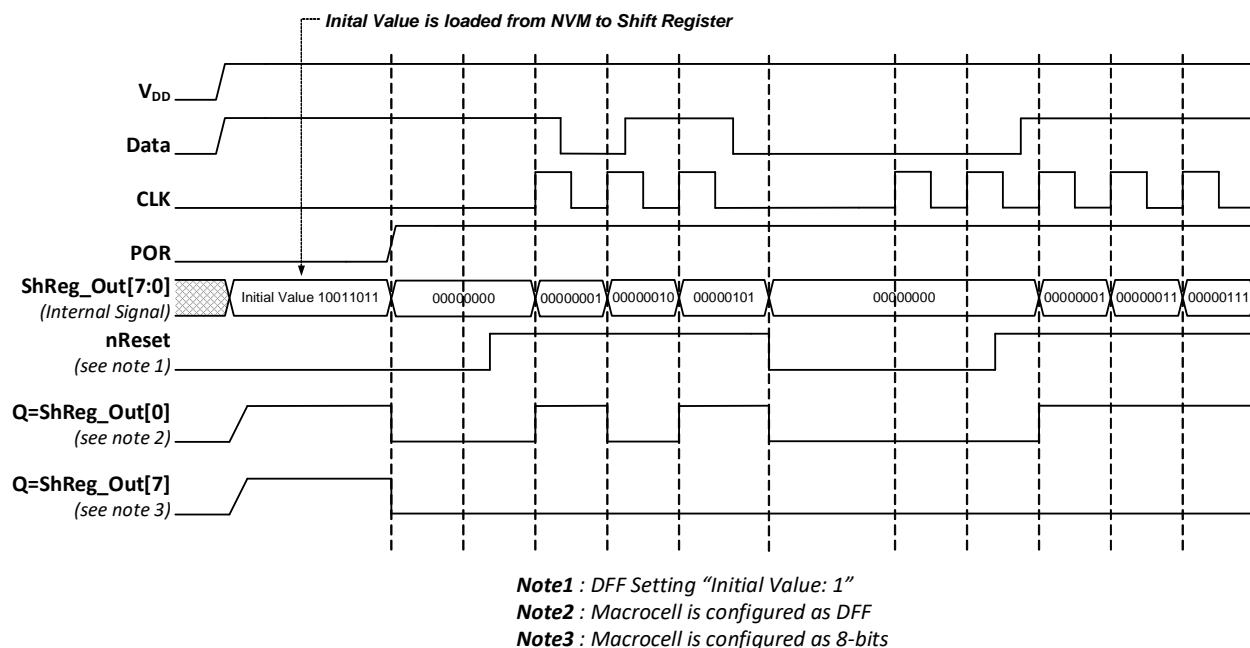 Inital Value is loaded from NVM to Shift Register
VDD
Data
CLK
POR
ShReg_Out[7:0]
(Internal Signal)
Initial Value 10011011
00000000
00000001
00000010
00000101
00000000
00000001
00000011
00000111
nReset
(see note 1)
Q=ShReg_Out[0]
(see note 2)
Q=ShReg_Out[7]
(see note 3)
Note1 : DFF Setting “Initial Value: 1”
Note2 : Macrocell is configured as DFF
Note3 : Macrocell is configured as 8-bits